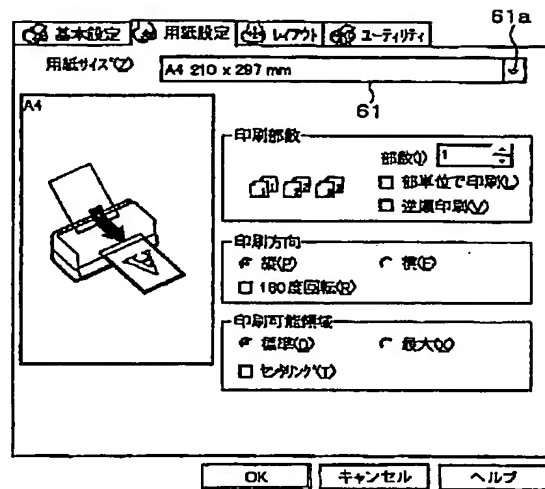 61a
基本設定 用紙設定 レイアウト ユーティリティ
用紙サイズ(Z) A4 210 x 297 mm
61
A4
印刷部数
部数(I) 1
部単位で印刷(L)
逆順印刷(V)
印刷方向
縦(P) 横(E)
180度回転(R)
印刷可能領域
標準(D) 最大(X)
センタリング(T)
OK キャンセル ヘルプ